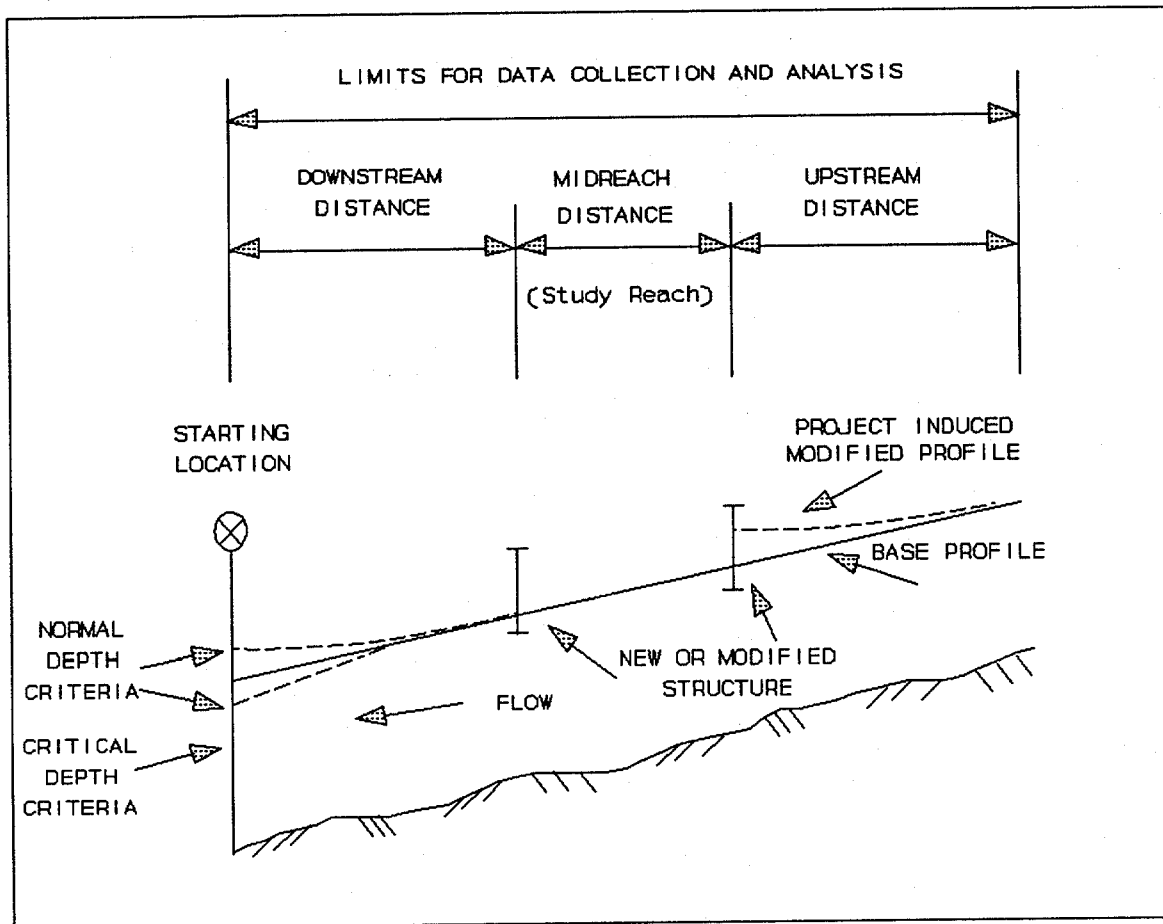 LIMITS FOR DATA COLLECTION AND ANALYSIS
DOWNSTREAM
DISTANCE
MIDREACH
DISTANCE
(Study Reach)
UPSTREAM
DISTANCE
STARTING
LOCATION
PROJECT INDUCED
MODIFIED PROFILE
BASE PROFILE
NORMAL
DEPTH
CRITERIA
NEW OR MODIFIED
STRUCTURE
FLOW
CRITICAL
DEPTH
CRITERIA